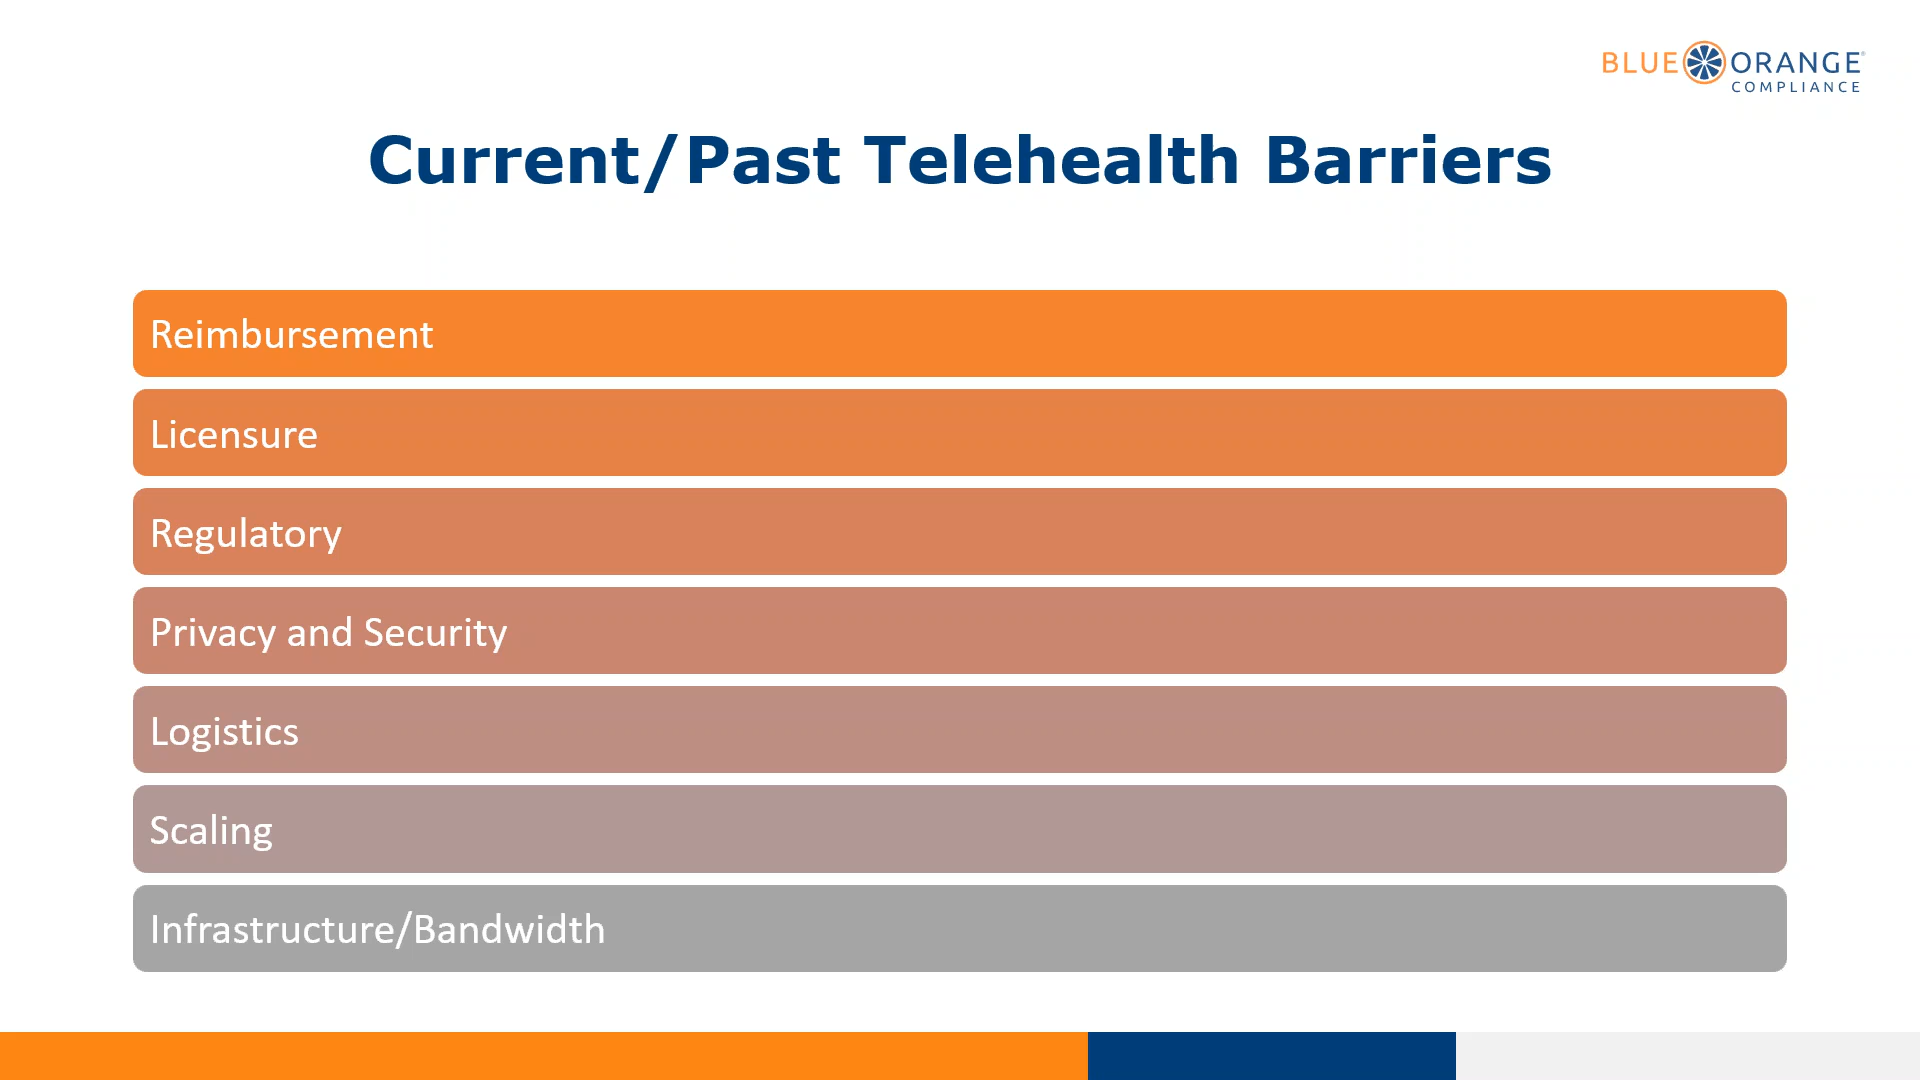 BLUE ORANGE®
COMPLIANCE
Current/Past Telehealth Barriers
Reimbursement
Licensure
Regulatory
Privacy and Security
Logistics
Scaling
Infrastructure/Bandwidth